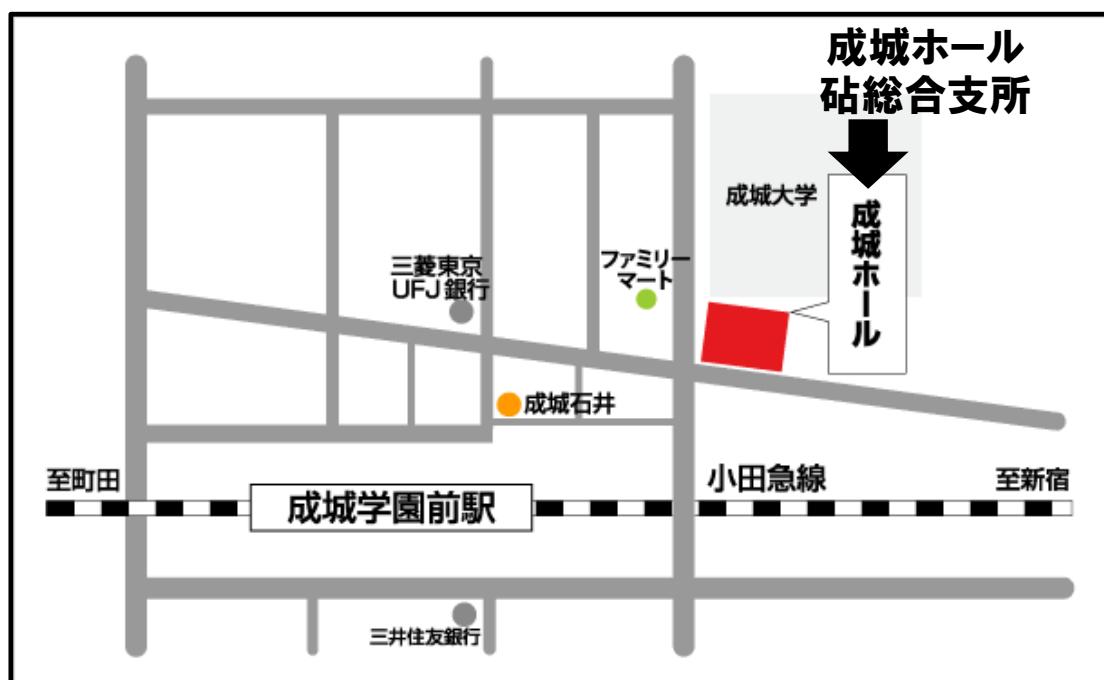 成城ホール
砧総合支所
成城大学
成城ホール
ファミリー
マート
三菱東京
UFJ銀行
成城石井
至町田
成城学園前駅
小田急線
至新宿
三井住友銀行